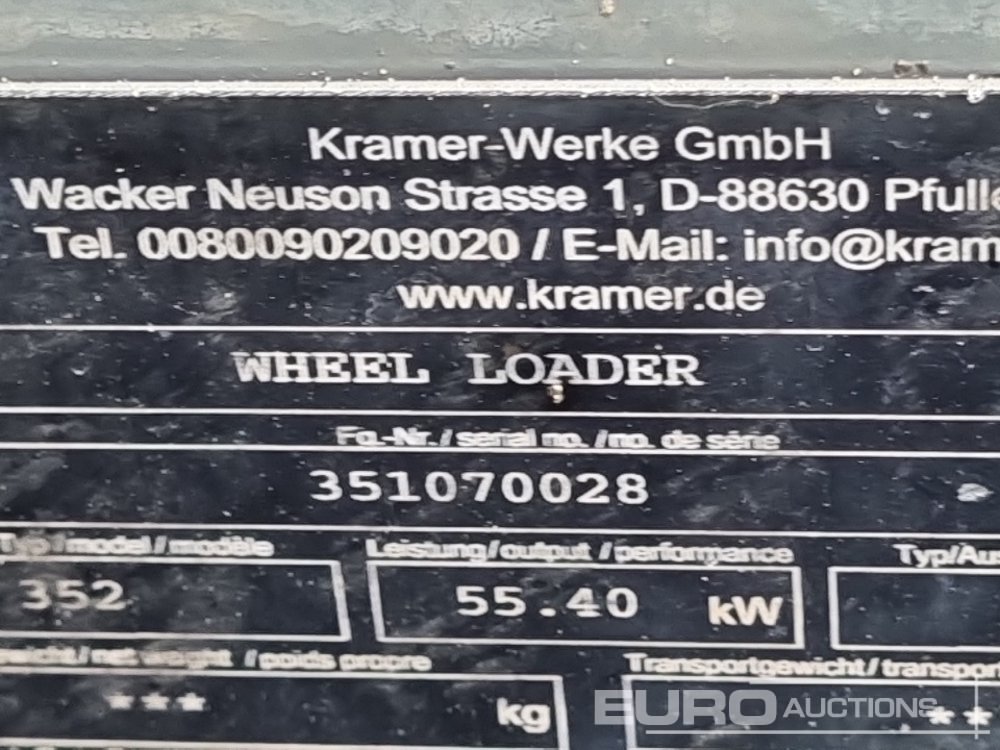 Kramer-Werke GmbH
Wacker Neuson Strasse 1, D-88630 Pfulle
Tel. 0080090209020 / E-Mail: info@kram
www.kramer.de
WHEEL LOADER
Fg.-Nr./serial no./no. de série
351070028
Typ/model/modèle Leistung/output /performance Typ/Aus
352 55.40 kW
ewicht/net weight /poids propre Transportgewicht/transport
*** kg **
EURO AUCTIONS